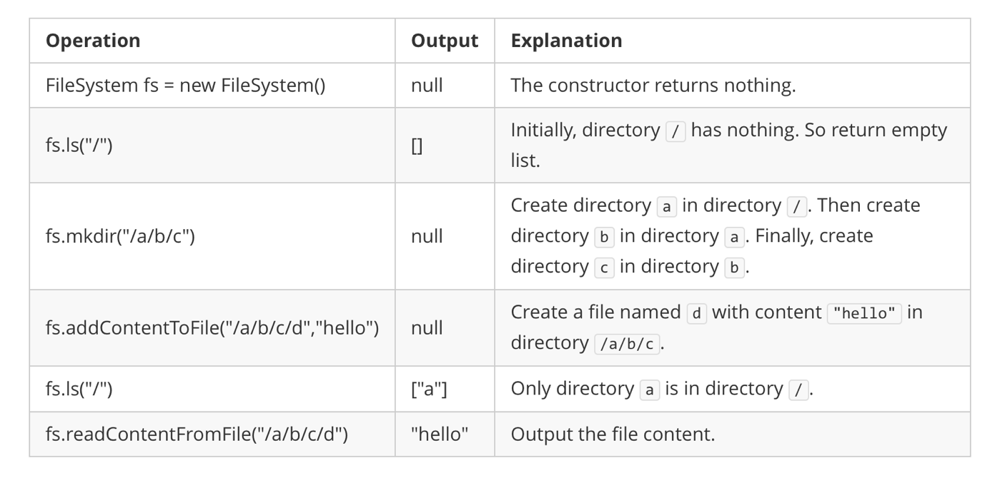 Operation Output Explanation
FileSystem fs = new FileSystem() null The constructor returns nothing.
fs.ls("/") [] Initially, directory / has nothing. So return empty
list.
fs.mkdir("/a/b/c") null Create directory a in directory /. Then create
directory b in directory a. Finally, create
directory c in directory b.
fs.addContentToFile("/a/b/c/d","hello") null Create a file named d with content "hello" in
directory /a/b/c.
fs.ls("/") ["a"] Only directory a is in directory /.
fs.readContentFromFile("/a/b/c/d") "hello" Output the file content.